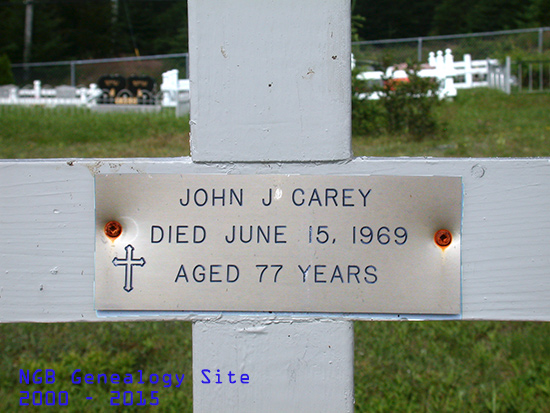 JOHN J CAREY
DIED JUNE 15, 1969
AGED 77 YEARS
NGB Genealogy Site
2000 - 2015